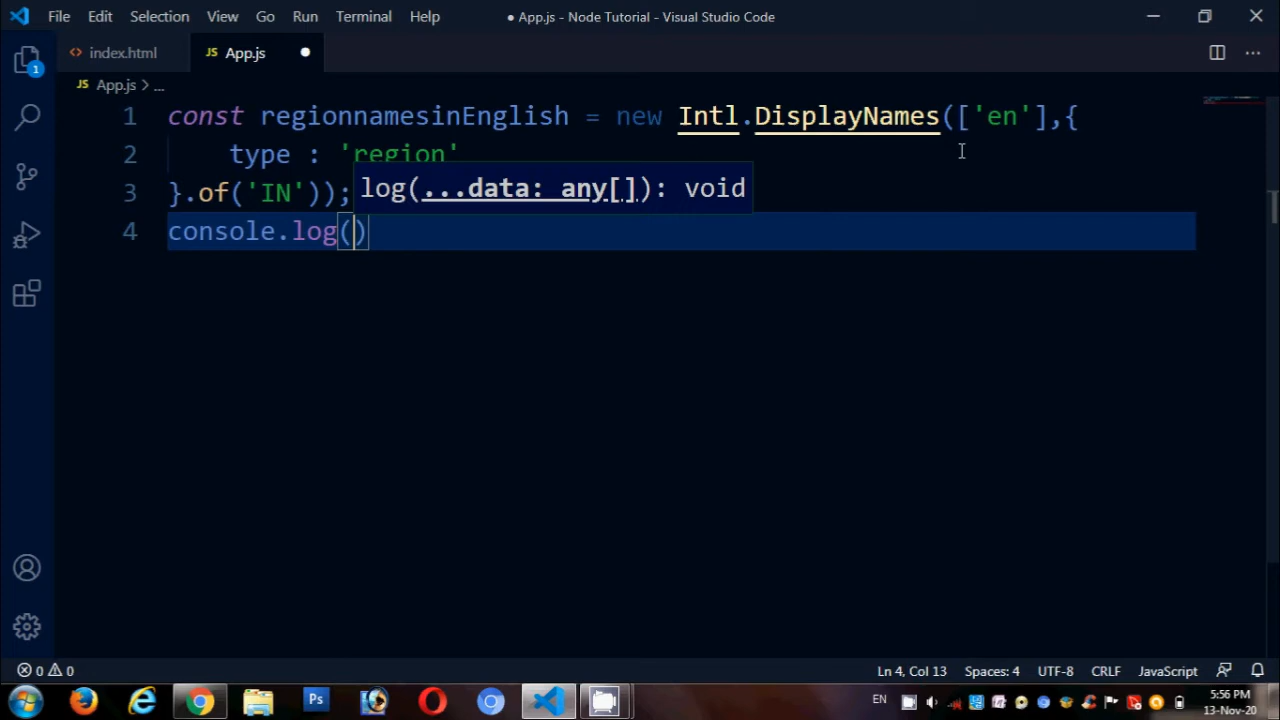 File Edit Selection View Go Run Terminal Help ● App.js - Node Tutorial - Visual Studio Code
<> index.html JS App.js ●
JS App.js > ...
1 const regionnamesinEnglish = new Intl.DisplayNames(['en'],{
2 type : 'region'
3 }.of('IN'));
log(...data: any[]): void
4 console.log()
1
0 0 Ln 4, Col 13 Spaces: 4 UTF-8 CRLF JavaScript
Ps EN 5:56 PM
13-Nov-20